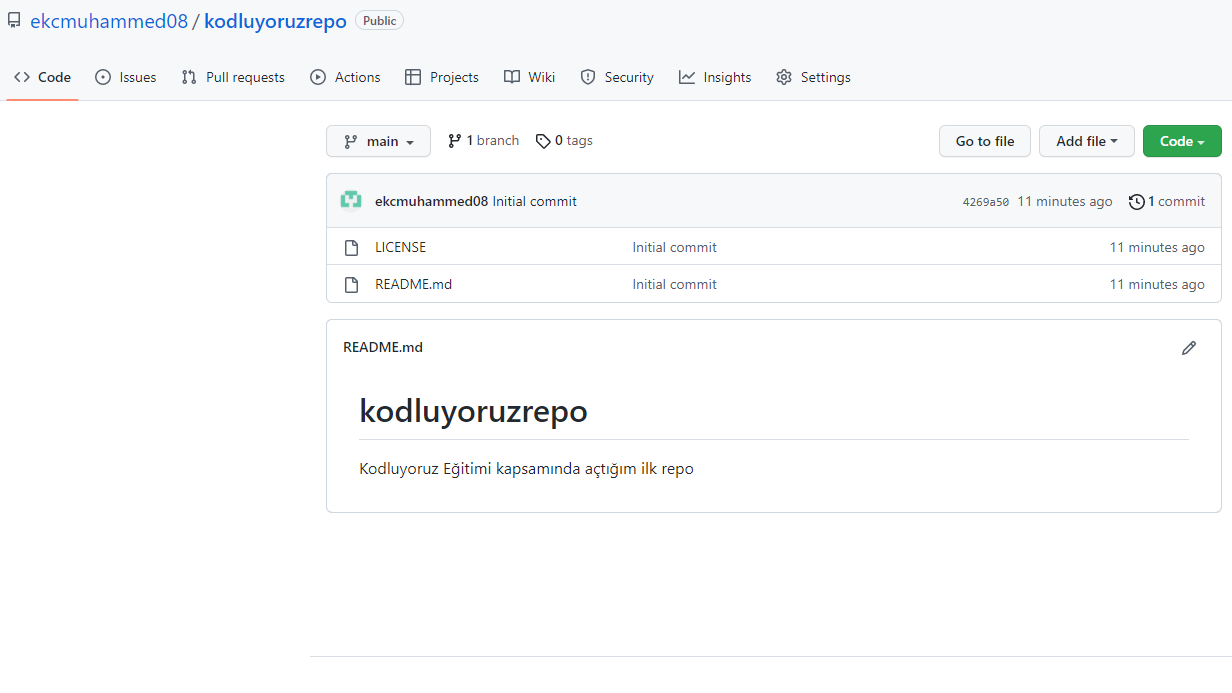 ekcmuhammed08 / kodluyoruzrepo Public
Code Issues Pull requests Actions Projects Wiki Security Insights Settings
main 1 branch 0 tags Go to file Add file Code
ekcmuhammed08 Initial commit 4269a50 11 minutes ago 1 commit
LICENSE Initial commit 11 minutes ago
README.md Initial commit 11 minutes ago
README.md
kodluyoruzrepo
Kodluyoruz Eğitimi kapsamında açtığım ilk repo